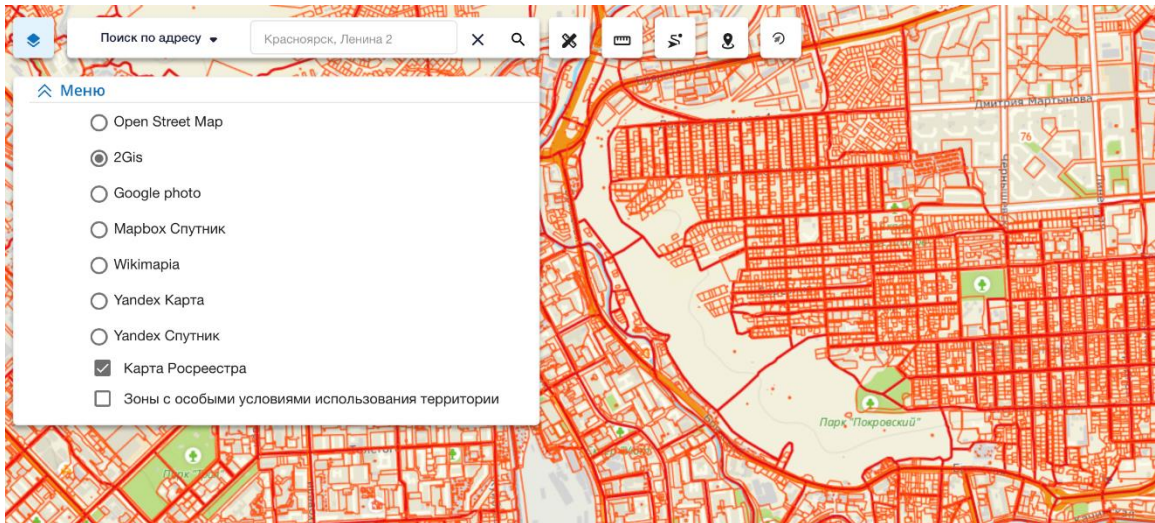 Поиск по адресу
Красноярск, Ленина 2
Меню
Open Street Map
2Gis
Google photo
Mapbox Спутник
Wikimapia
Yandex Карта
Yandex Спутник
Карта Росреестра
Зоны с особыми условиями использования территории
Дмитрия Мартынова
76
Парк "Покровский"